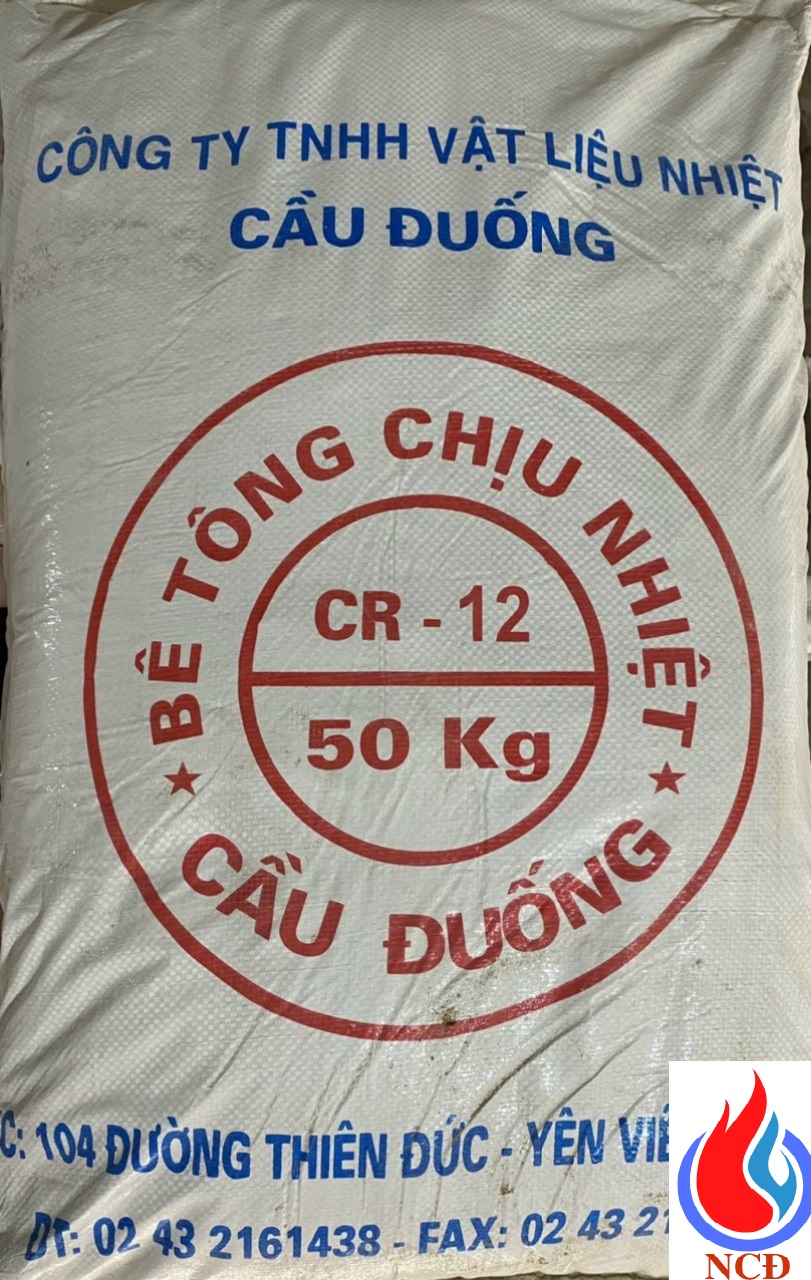 CÔNG TY TNHH VẬT LIỆU NHIỆT
CẦU ĐUỐNG
BÊ TÔNG CHỊU NHIỆT
CR - 12
50 Kg
★ CẦU ĐUỐNG ★
C: 104 ĐƯỜNG THIÊN ĐỨC - YÊN
ĐT: 02 43 2161438 - FAX: 02 43
NCĐ